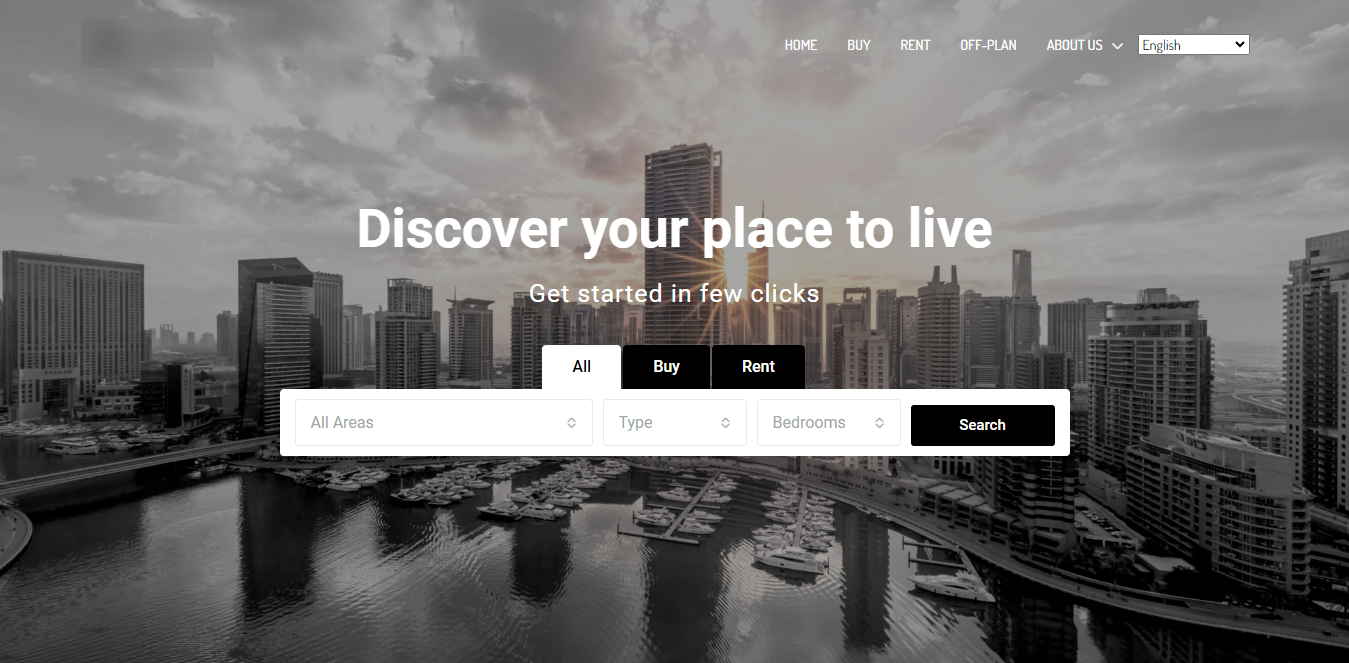 HOME BUY RENT OFF-PLAN ABOUT US English
Discover your place to live
Get started in few clicks
All Buy Rent
All Areas Type Bedrooms Search